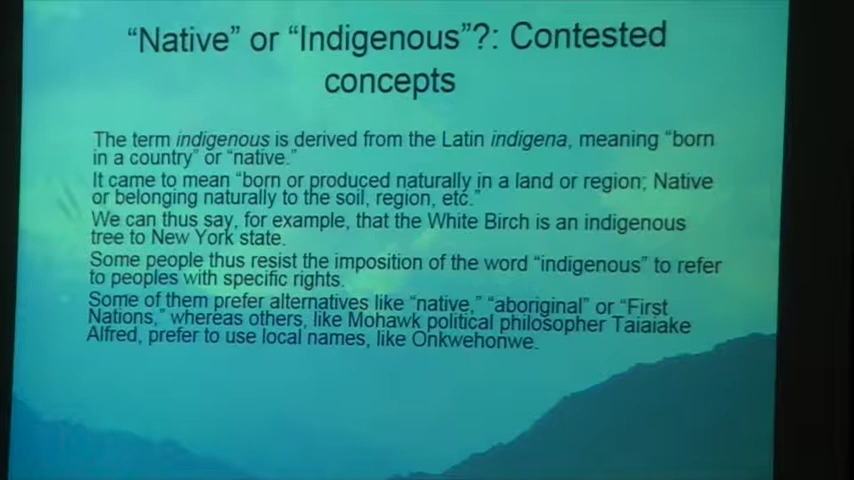 “Native” or “Indigenous”?: Contested
concepts
The term indigenous is derived from the Latin indigena, meaning “born
in a country” or “native.”
It came to mean “born or produced naturally in a land or region; Native
or belonging naturally to the soil, region, etc.”
We can thus say, for example, that the White Birch is an indigenous
tree to New York state.
Some people thus resist the imposition of the word “indigenous” to refer
to peoples with specific rights.
Some of them prefer alternatives like “native,” “aboriginal” or “First
Nations,” whereas others, like Mohawk political philosopher Taiaiake
Alfred, prefer to use local names, like Onkwehonwe.